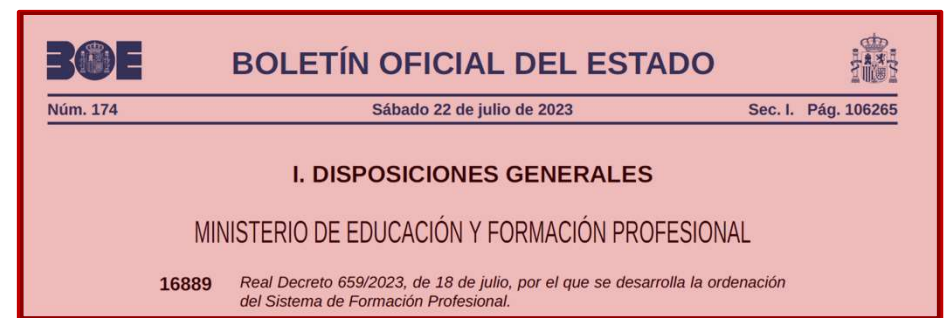 BOE
BOLETÍN OFICIAL DEL ESTADO
Núm. 174 Sábado 22 de julio de 2023 Sec. I. Pág. 106265
I. DISPOSICIONES GENERALES
MINISTERIO DE EDUCACIÓN Y FORMACIÓN PROFESIONAL
16889 Real Decreto 659/2023, de 18 de julio, por el que se desarrolla la ordenación
del Sistema de Formación Profesional.